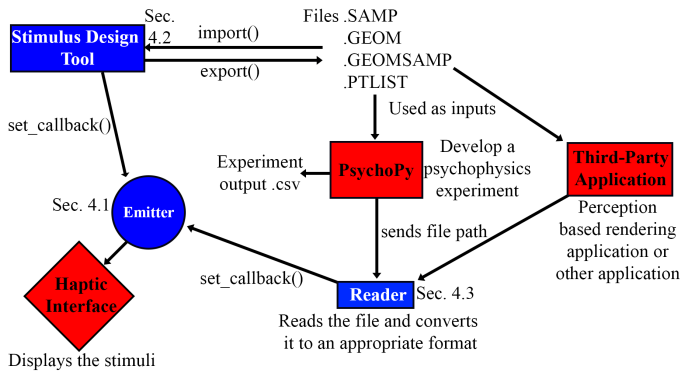 Stimulus Design
Tool
Sec.
4.2
import()
export()
Files .SAMP
.GEOM
.GEOMSAMP
.PTLIST
Used as inputs
set_callback()
Experiment
output .csv
PsychoPy
Develop a
psychophysics
experiment
Third-Party
Application
Perception
based rendering
application or
other application
Sec. 4.1
Emitter
sends file path
set_callback()
Haptic
Interface
Displays the stimuli
Reader
Sec. 4.3
Reads the file and converts
it to an appropriate format